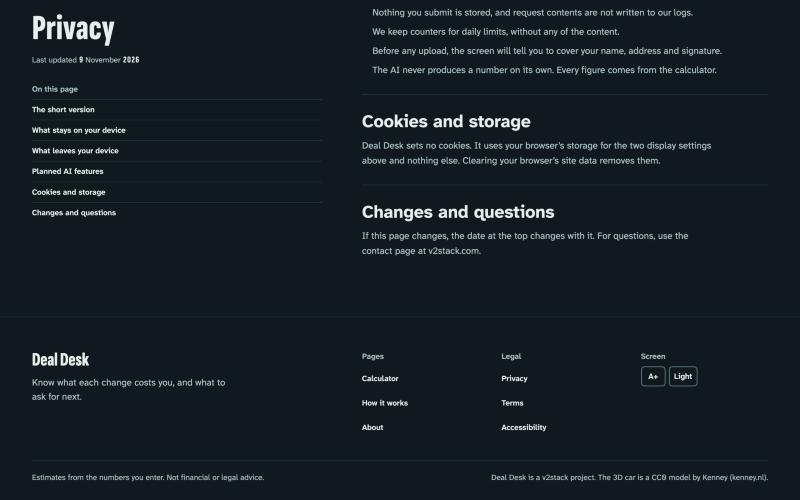 Privacy
Last updated 9 November 2026
On this page
The short version
What stays on your device
What leaves your device
Planned AI features
Cookies and storage
Changes and questions
Nothing you submit is stored, and request contents are not written to our logs.
We keep counters for daily limits, without any of the content.
Before any upload, the screen will tell you to cover your name, address and signature.
The AI never produces a number on its own. Every figure comes from the calculator.
Cookies and storage
Deal Desk sets no cookies. It uses your browser's storage for the two display settings
above and nothing else. Clearing your browser's site data removes them.
Changes and questions
If this page changes, the date at the top changes with it. For questions, use the
contact page at v2stack.com.
Deal Desk
Know what each change costs you, and what to
ask for next.
Pages
Calculator
How it works
About
Legal
Privacy
Terms
Accessibility
Screen
A+
Light
Estimates from the numbers you enter. Not financial or legal advice.
Deal Desk is a v2stack project. The 3D car is a CC0 model by Kenney (kenney.nl).